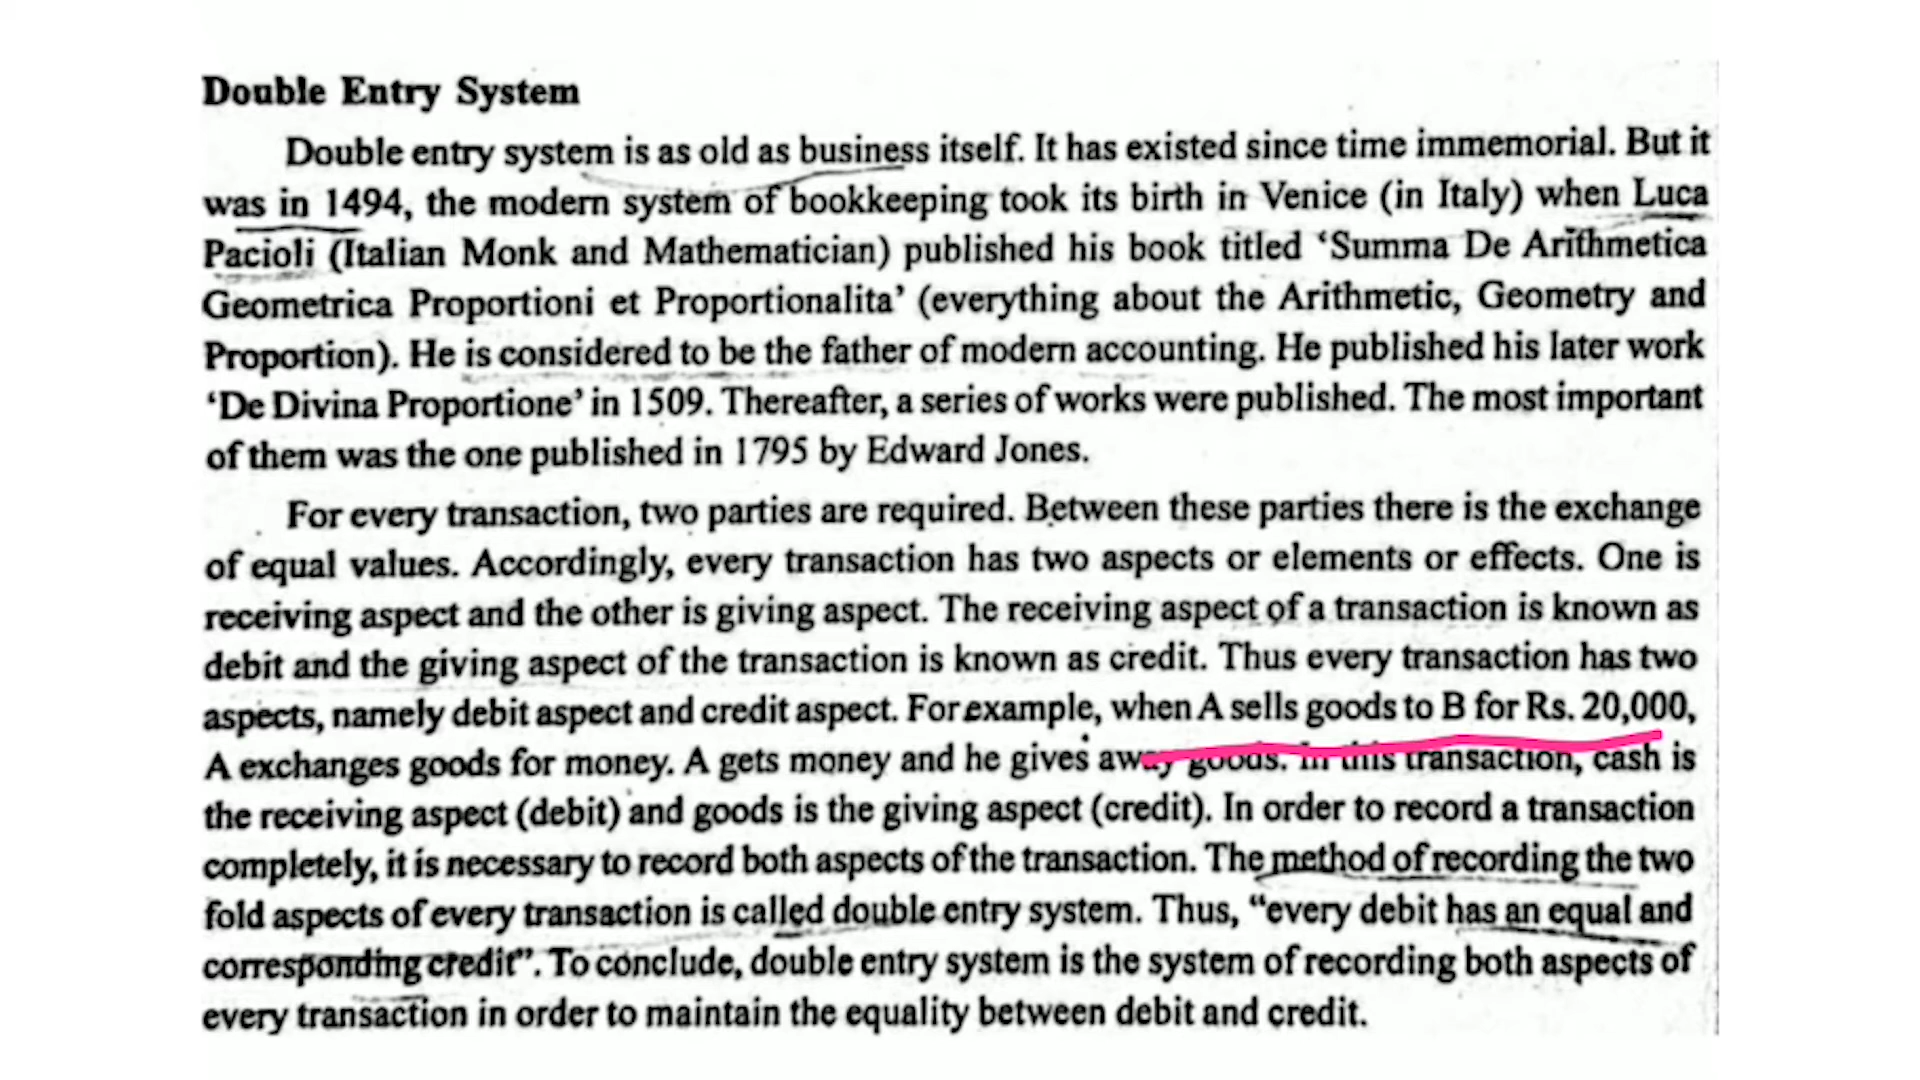 Double Entry System
Double entry system is as old as business itself. It has existed since time immemorial. But it
was in 1494, the modern system of bookkeeping took its birth in Venice (in Italy) when Luca
Pacioli (Italian Monk and Mathematician) published his book titled ‘Summa De Arithmetica
Geometrica Proportioni et Proportionalita’ (everything about the Arithmetic, Geometry and
Proportion). He is considered to be the father of modern accounting. He published his later work
‘De Divina Proportione’ in 1509. Thereafter, a series of works were published. The most important
of them was the one published in 1795 by Edward Jones.
For every transaction, two parties are required. Between these parties there is the exchange
of equal values. Accordingly, every transaction has two aspects or elements or effects. One is
receiving aspect and the other is giving aspect. The receiving aspect of a transaction is known as
debit and the giving aspect of the transaction is known as credit. Thus every transaction has two
aspects, namely debit aspect and credit aspect. For example, when A sells goods to B for Rs. 20,000,
A exchanges goods for money. A gets money and he gives away goods. In this transaction, cash is
the receiving aspect (debit) and goods is the giving aspect (credit). In order to record a transaction
completely, it is necessary to record both aspects of the transaction. The method of recording the two
fold aspects of every transaction is called double entry system. Thus, “every debit has an equal and
corresponding credit”. To conclude, double entry system is the system of recording both aspects of
every transaction in order to maintain the equality between debit and credit.